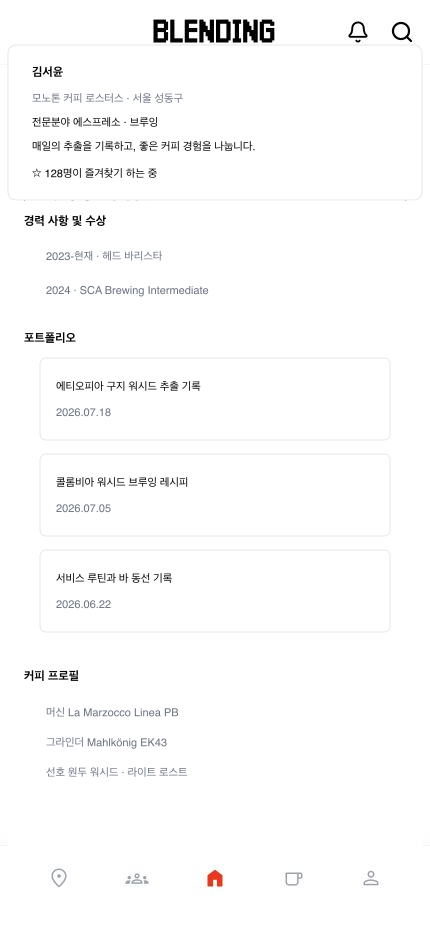 BLENDING
김서윤
모노톤 커피 로스터스 · 서울 성동구
전문분야 에스프레소 · 브루잉
매일의 추출을 기록하고, 좋은 커피 경험을 나눕니다.
☆ 128명이 즐겨찾기 하는 중
경력 사항 및 수상
2023-현재 · 헤드 바리스타
2024 · SCA Brewing Intermediate
포트폴리오
에티오피아 구지 워시드 추출 기록
2026.07.18
콜롬비아 워시드 브루잉 레시피
2026.07.05
서비스 루틴과 바 동선 기록
2026.06.22
커피 프로필
머신 La Marzocco Linea PB
그라인더 Mahlkönig EK43
선호 원두 워시드 · 라이트 로스트